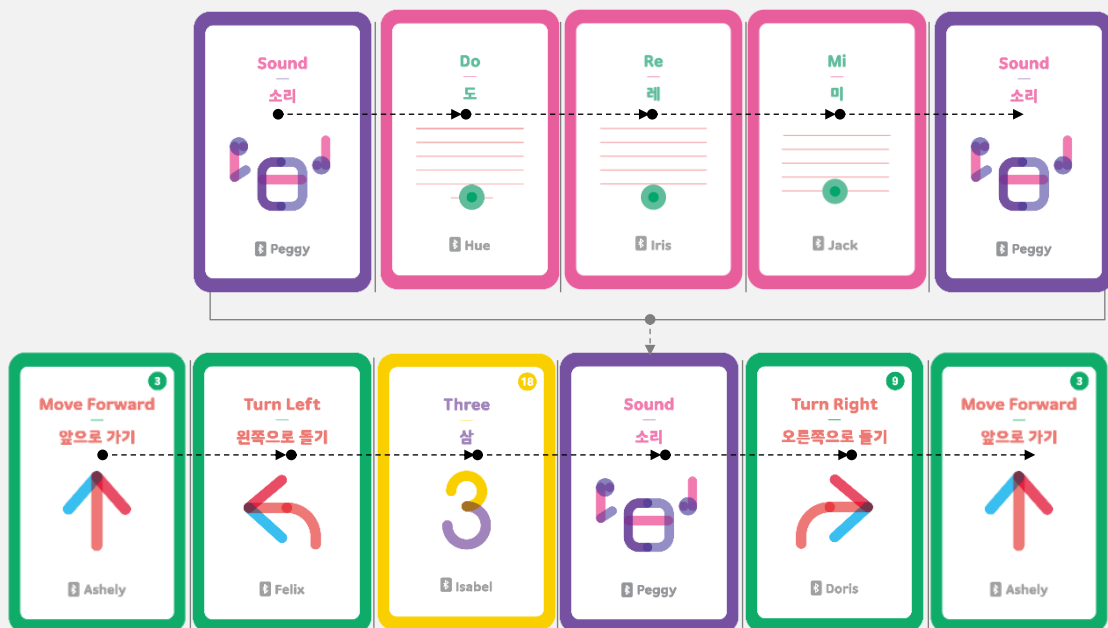 Sound
소리
Peggy
Do
도
Hue
Re
레
Iris
Mi
미
Jack
Sound
소리
Peggy
3
Move Forward
앞으로 가기
Ashely
Turn Left
왼쪽으로 돌기
Felix
18
Three
삼
3
Isabel
Sound
소리
Peggy
9
Turn Right
오른쪽으로 돌기
Doris
3
Move Forward
앞으로 가기
Ashely